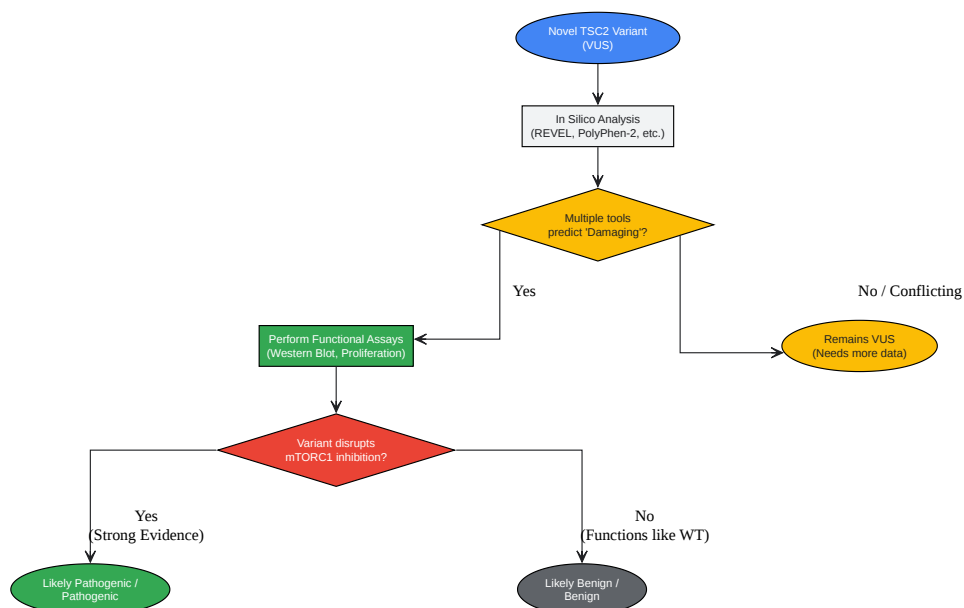 Novel TSC2 Variant
(VUS)
In Silico Analysis
(REVEL, PolyPhen-2, etc.)
Multiple tools
predict 'Damaging'?
Yes
No / Conflicting
Perform Functional Assays
(Western Blot, Proliferation)
Remains VUS
(Needs more data)
Variant disrupts
mTORC1 inhibition?
Yes
(Strong Evidence)
No
(Functions like WT)
Likely Pathogenic /
Pathogenic
Likely Benign /
Benign